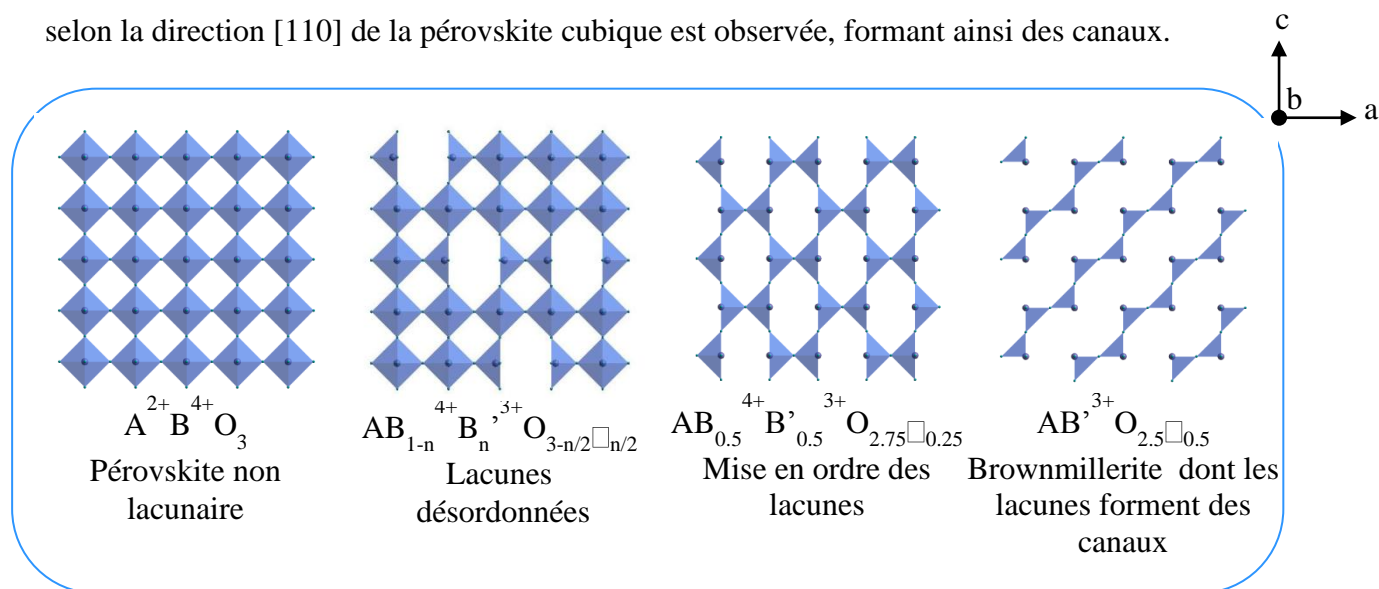 selon la direction [110] de la pérovskite cubique est observée, formant ainsi des canaux.
c
b
a
A²⁺B⁴⁺O₃
Pérovskite non
lacunaire
AB₁₋ₙ⁴⁺Bₙ’³⁺O₃₋ₙ/₂□ₙ/₂
Lacunes
désordonnées
AB₀.₅⁴⁺B’₀.₅³⁺O₂.₇₅□₀.₂₅
Mise en ordre des
lacunes
AB’³⁺O₂.₅□₀.₅
Brownmillerite dont les
lacunes forment des
canaux